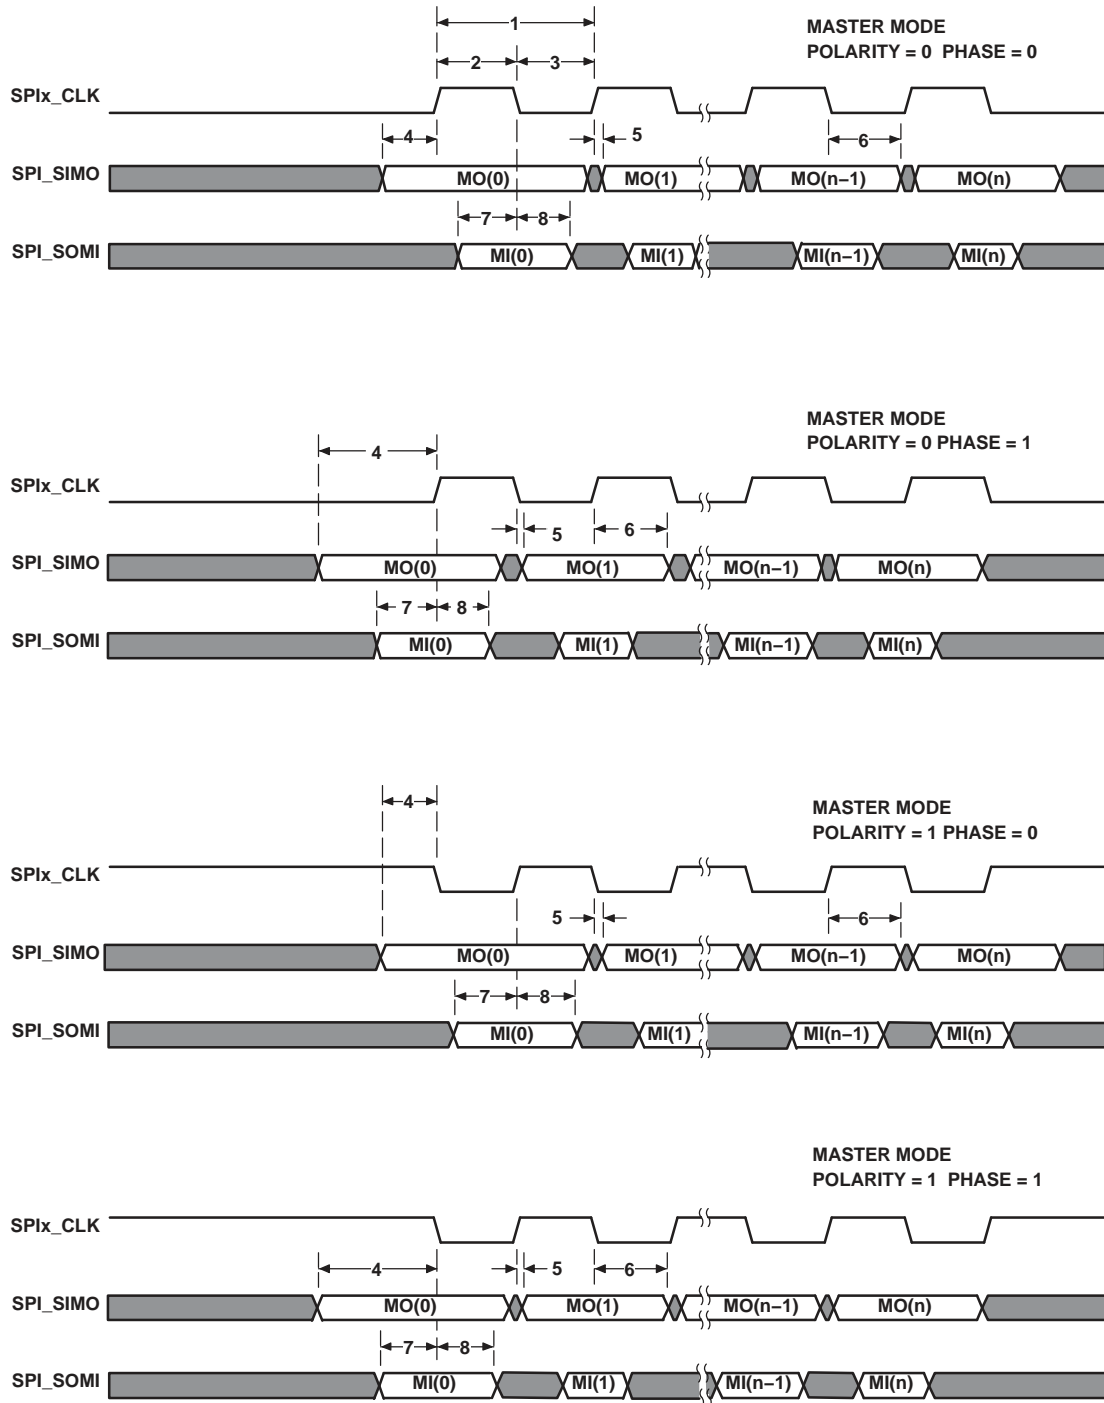 1
MASTER MODE
POLARITY = 0 PHASE = 0
2 3
SPIx_CLK
4 5 6
SPI_SIMO MO(0) MO(1) MO(n−1) MO(n)
7 8
SPI_SOMI MI(0) MI(1) MI(n−1) MI(n)
MASTER MODE
POLARITY = 0 PHASE = 1
4
SPIx_CLK
5 6
SPI_SIMO MO(0) MO(1) MO(n−1) MO(n)
7 8
SPI_SOMI MI(0) MI(1) MI(n−1) MI(n)
4
MASTER MODE
POLARITY = 1 PHASE = 0
SPIx_CLK
5 6
SPI_SIMO MO(0) MO(1) MO(n−1) MO(n)
7 8
SPI_SOMI MI(0) MI(1) MI(n−1) MI(n)
MASTER MODE
POLARITY = 1 PHASE = 1
SPIx_CLK
4 5 6
SPI_SIMO MO(0) MO(1) MO(n−1) MO(n)
7 8
SPI_SOMI MI(0) MI(1) MI(n−1) MI(n)